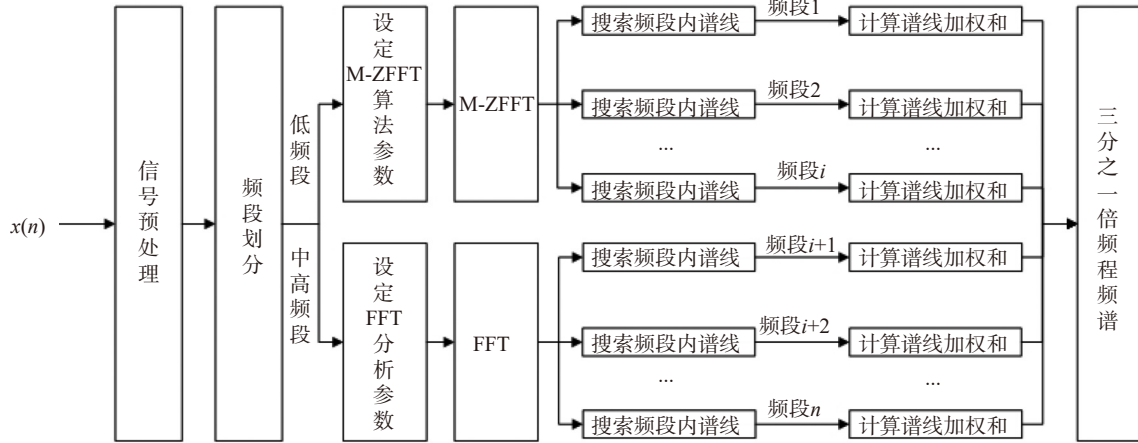 x(n)
信号预处理
频段划分
低频段
中高频段
设定
M-ZFFT
算法参数
M-ZFFT
搜索频段内谱线
频段1
计算谱线加权和
搜索频段内谱线
频段2
计算谱线加权和
...
...
搜索频段内谱线
频段i
计算谱线加权和
设定
FFT
分析参数
FFT
搜索频段内谱线
频段i+1
计算谱线加权和
搜索频段内谱线
频段i+2
计算谱线加权和
...
...
搜索频段内谱线
频段n
计算谱线加权和
三分之一倍频程频谱